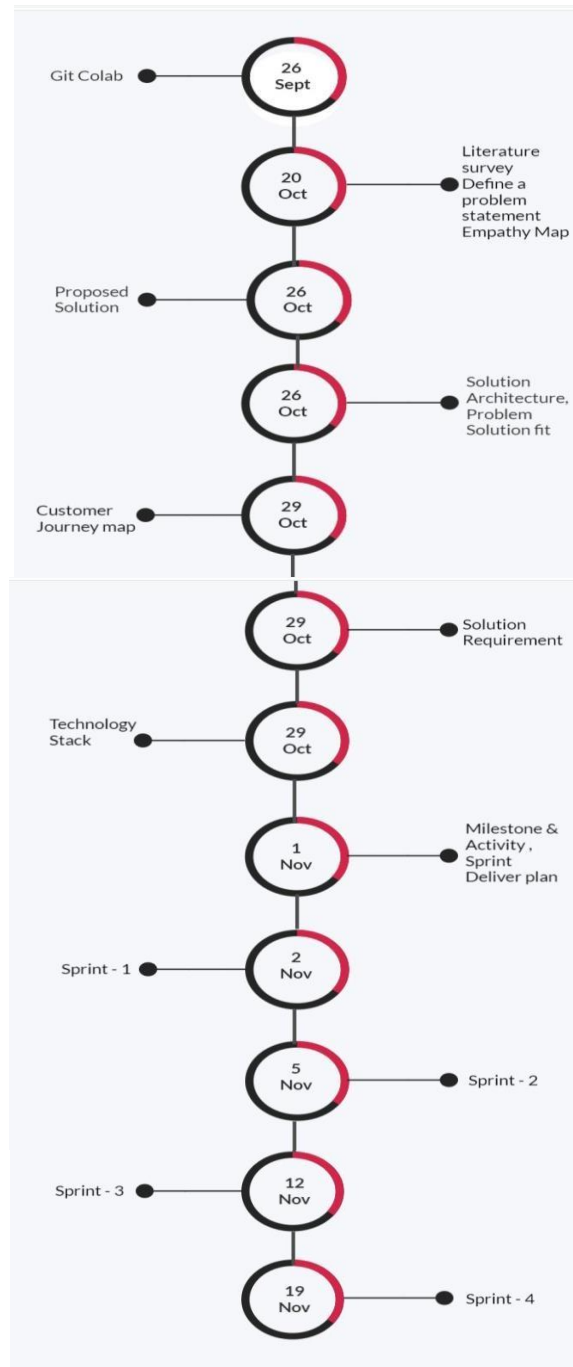 Git Colab
26
Sept
20
Oct
Literature
survey
Define a
problem
statement
Empathy Map
Proposed
Solution
26
Oct
26
Oct
Solution
Architecture,
Problem
Solution fit
Customer
Journey map
29
Oct
29
Oct
Solution
Requirement
Technology
Stack
29
Oct
1
Nov
Milestone &
Activity ,
Sprint
Deliver plan
Sprint - 1
2
Nov
5
Nov
Sprint - 2
Sprint - 3
12
Nov
19
Nov
Sprint - 4